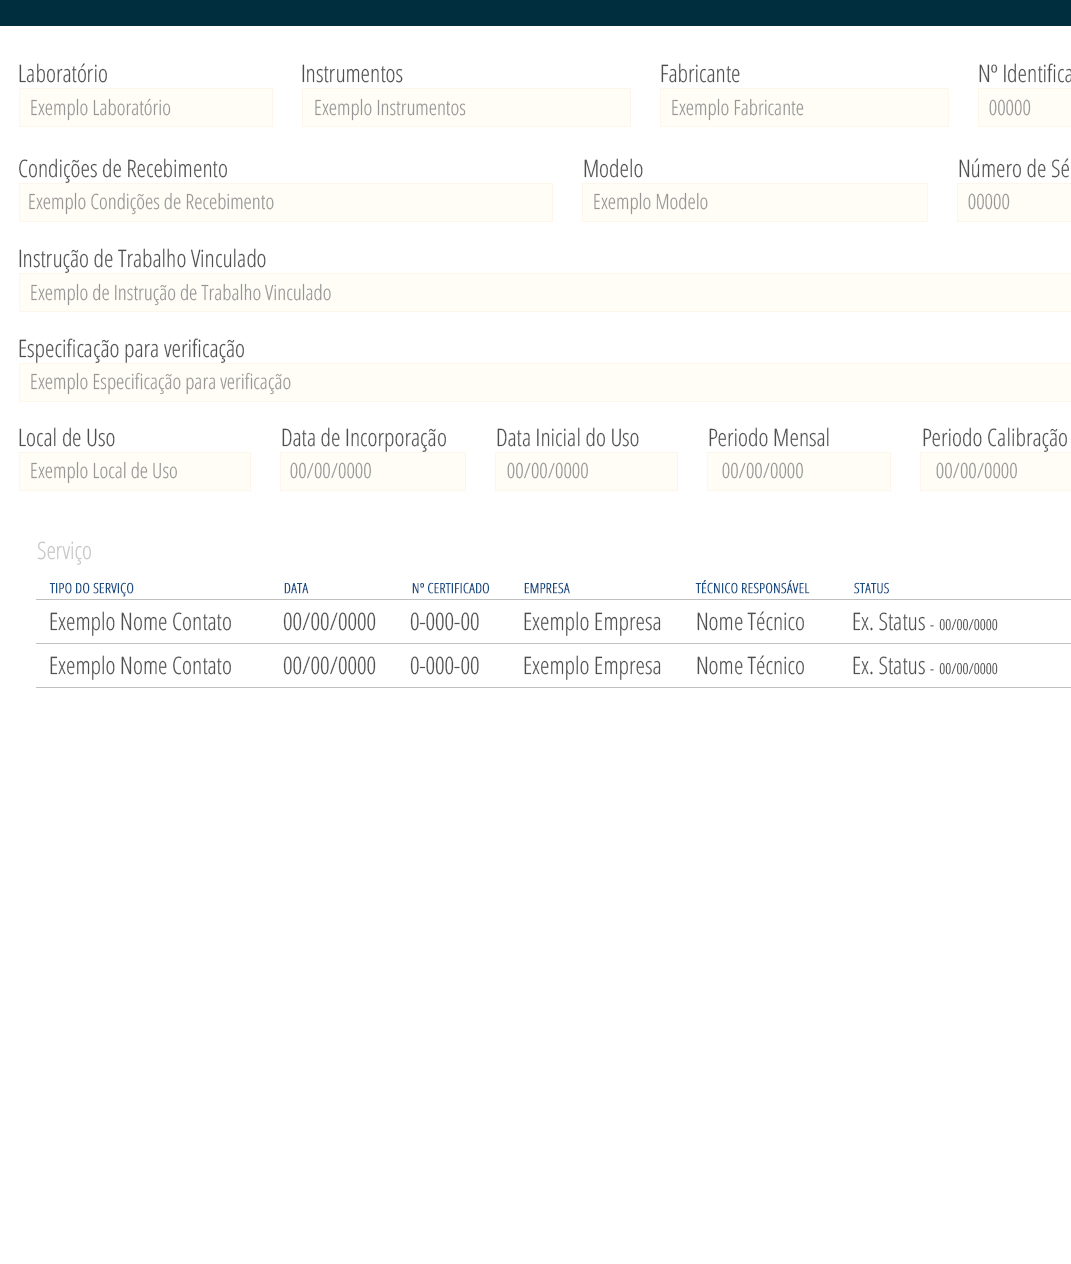 Laboratório Instrumentos Fabricante Nº Identifica
Exemplo Laboratório Exemplo Instrumentos Exemplo Fabricante 00000
Condições de Recebimento Modelo Número de Sé
Exemplo Condições de Recebimento Exemplo Modelo 00000
Instrução de Trabalho Vinculado
Exemplo de Instrução de Trabalho Vinculado
Especificação para verificação
Exemplo Especificação para verificação
Local de Uso Data de Incorporação Data Inicial do Uso Periodo Mensal Periodo Calibração
Exemplo Local de Uso 00/00/0000 00/00/0000 00/00/0000 00/00/0000
Serviço
TIPO DO SERVIÇO DATA Nº CERTIFICADO EMPRESA TÉCNICO RESPONSÁVEL STATUS
Exemplo Nome Contato 00/00/0000 0-000-00 Exemplo Empresa Nome Técnico Ex. Status - 00/00/0000
Exemplo Nome Contato 00/00/0000 0-000-00 Exemplo Empresa Nome Técnico Ex. Status - 00/00/0000